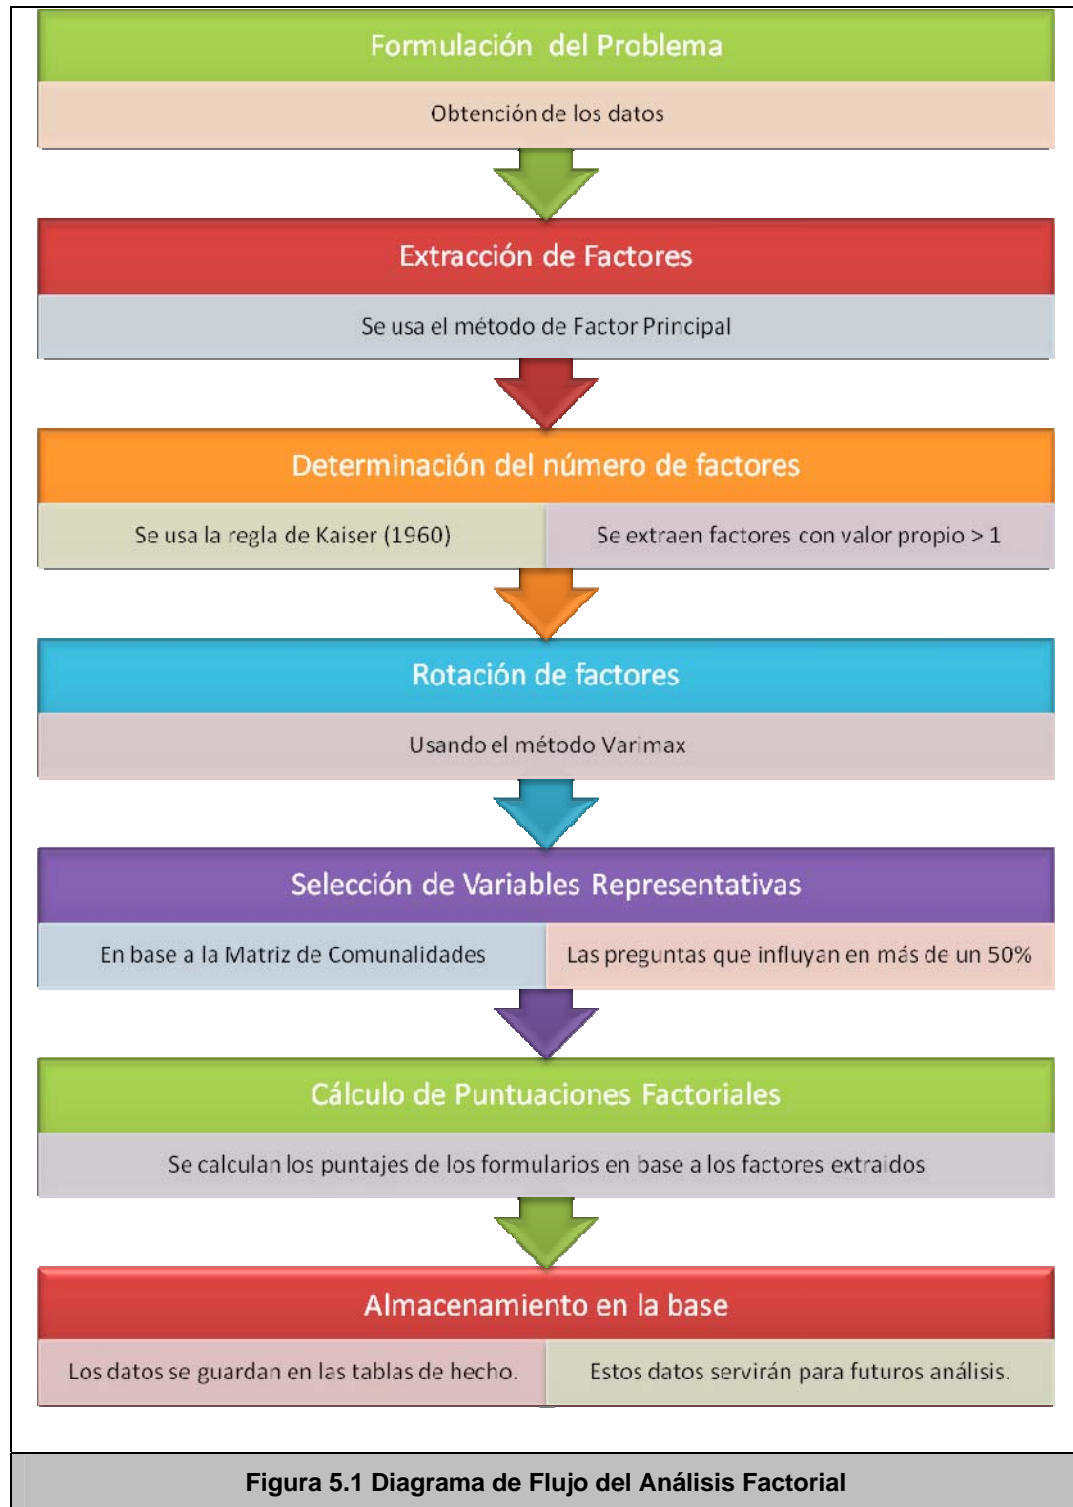 Formulación del Problema
Obtención de los datos
Extracción de Factores
Se usa el método de Factor Principal
Determinación del número de factores
Se usa la regla de Kaiser (1960)
Se extraen factores con valor propio > 1
Rotación de factores
Usando el método Varimax
Selección de Variables Representativas
En base a la Matriz de Comunalidades
Las preguntas que influyan en más de un 50%
Cálculo de Puntuaciones Factoriales
Se calculan los puntajes de los formularios en base a los factores extraidos
Almacenamiento en la base
Los datos se guardan en las tablas de hecho.
Estos datos servirán para futuros análisis.
Figura 5.1 Diagrama de Flujo del Análisis Factorial